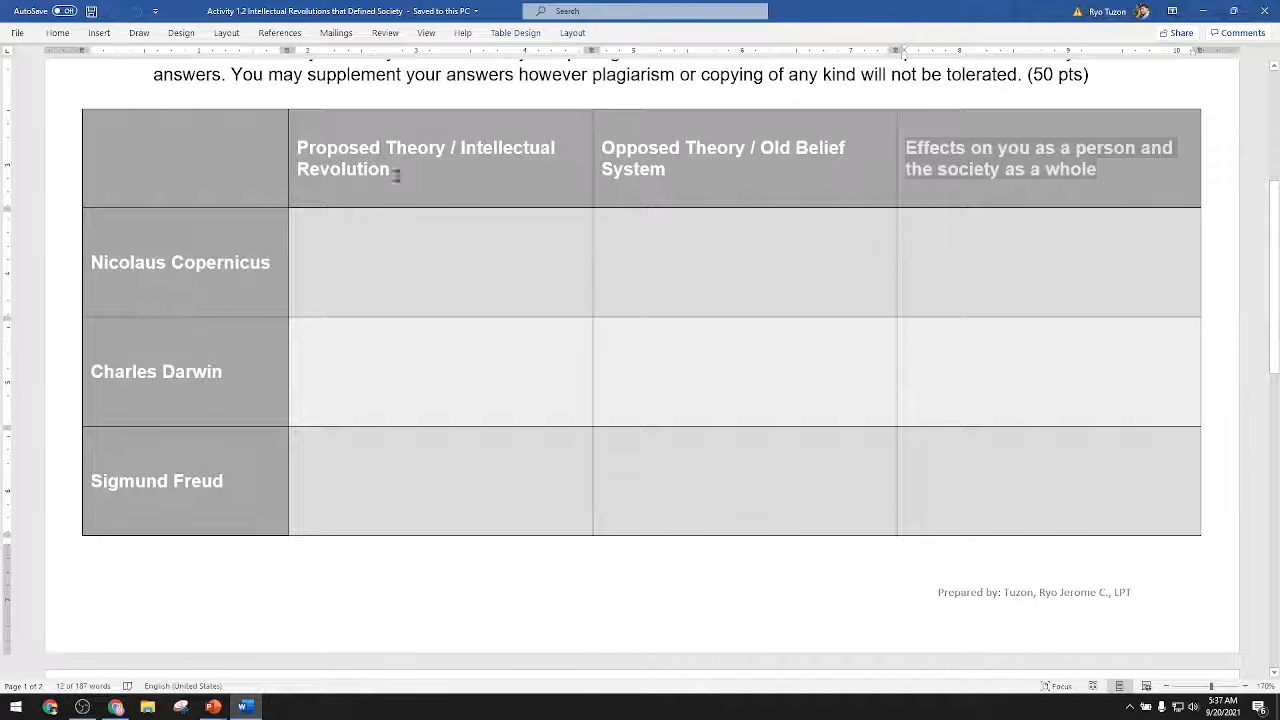 AutoSave Off
Activity 1.2 Intellectual Revolutions that Defined Society - Saved to this PC
Search
Ryo Tuzon
File Home Insert Draw Design Layout References Mailings Review View Help Table Design Layout
Share Comments
answers. You may supplement your answers however plagiarism or copying of any kind will not be tolerated. (50 pts)
Proposed Theory / Intellectual
Revolution
Opposed Theory / Old Belief
System
Effects on you as a person and
the society as a whole
Nicolaus Copernicus
Charles Darwin
Sigmund Freud
Prepared by: Tuzon, Ryo Jerome C., LPT
Page 1 of 2 12 of 187 words English (United States)
Focus
170%
5:37 AM
9/20/2021